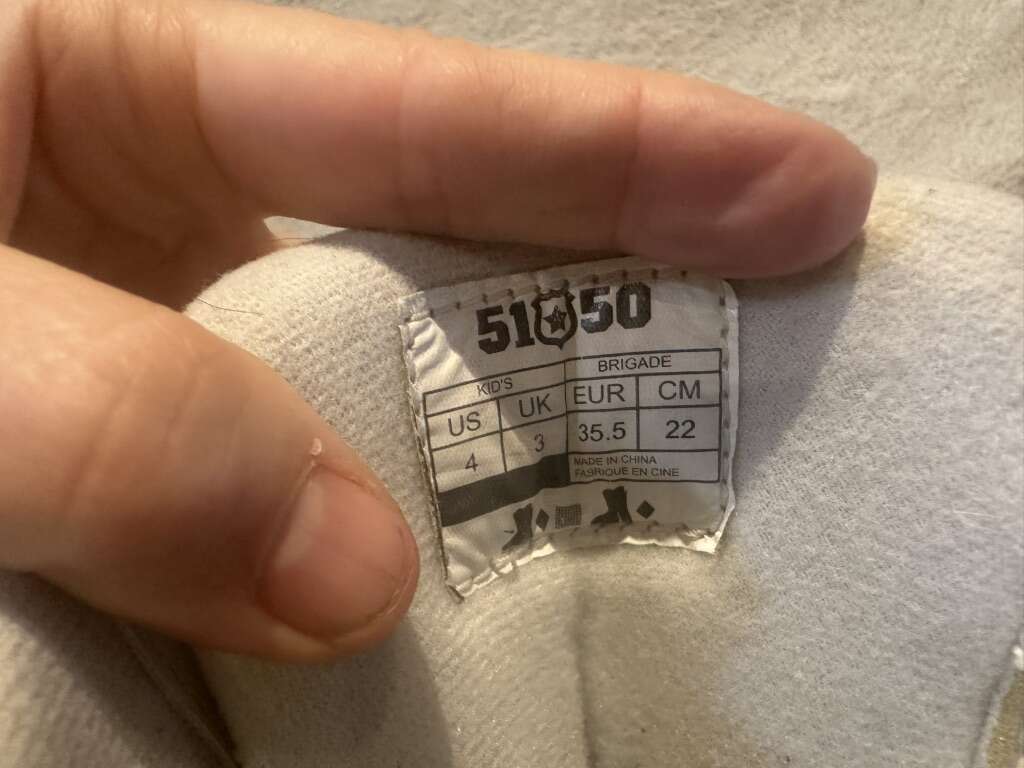 51 50
KID'S BRIGADE
US UK EUR CM
4 3 35.5 22
MADE IN CHINA
FABRIQUE EN CINE